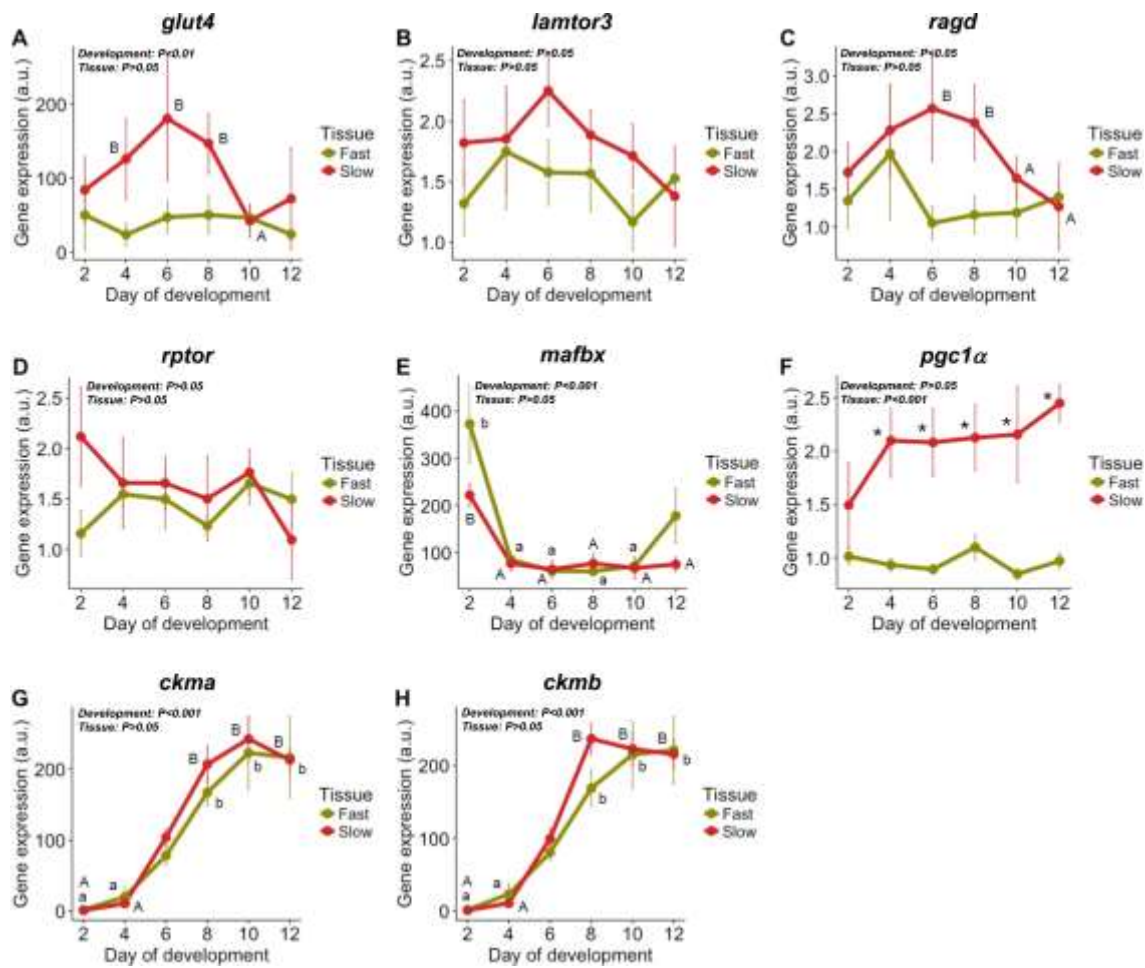 glut4
A
Development: P<0.01
Tissue: P>0.05
Gene expression (a.u.)
200
100
0
B
B
B
A
2 4 6 8 10 12
Day of development
Tissue
Fast
Slow
lamtor3
B
Development: P>0.05
Tissue: P>0.05
Gene expression (a.u.)
2.5
2.0
1.5
1.0
2 4 6 8 10 12
Day of development
Tissue
Fast
Slow
ragd
C
Development: P<0.05
Tissue: P>0.05
Gene expression (a.u.)
3.0
2.5
2.0
1.5
1.0
B
B
A
A
2 4 6 8 10 12
Day of development
Tissue
Fast
Slow
rptor
D
Development: P>0.05
Tissue: P>0.05
Gene expression (a.u.)
2.5
2.0
1.5
1.0
2 4 6 8 10 12
Day of development
Tissue
Fast
Slow
mafbx
E
Development: P<0.001
Tissue: P>0.05
Gene expression (a.u.)
400
300
200
100
b
B
a a A a
A A a A A
2 4 6 8 10 12
Day of development
Tissue
Fast
Slow
pgc1α
F
Development: P>0.05
Tissue: P<0.001
Gene expression (a.u.)
2.5
2.0
1.5
1.0
* * * * *
2 4 6 8 10 12
Day of development
Tissue
Fast
Slow
ckma
G
Development: P<0.001
Tissue: P>0.05
Gene expression (a.u.)
200
100
0
B B B
b b b
A
a a A
2 4 6 8 10 12
Day of development
Tissue
Fast
Slow
ckmb
H
Development: P<0.001
Tissue: P>0.05
Gene expression (a.u.)
200
100
0
B B B
b b b
A
a a A
2 4 6 8 10 12
Day of development
Tissue
Fast
Slow